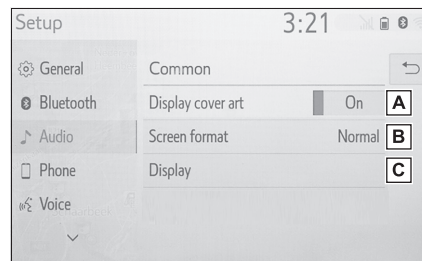 Setup 3:21
General
Bluetooth
Audio
Phone
Voice
Common
Display cover art On A
Screen format Normal B
Display C